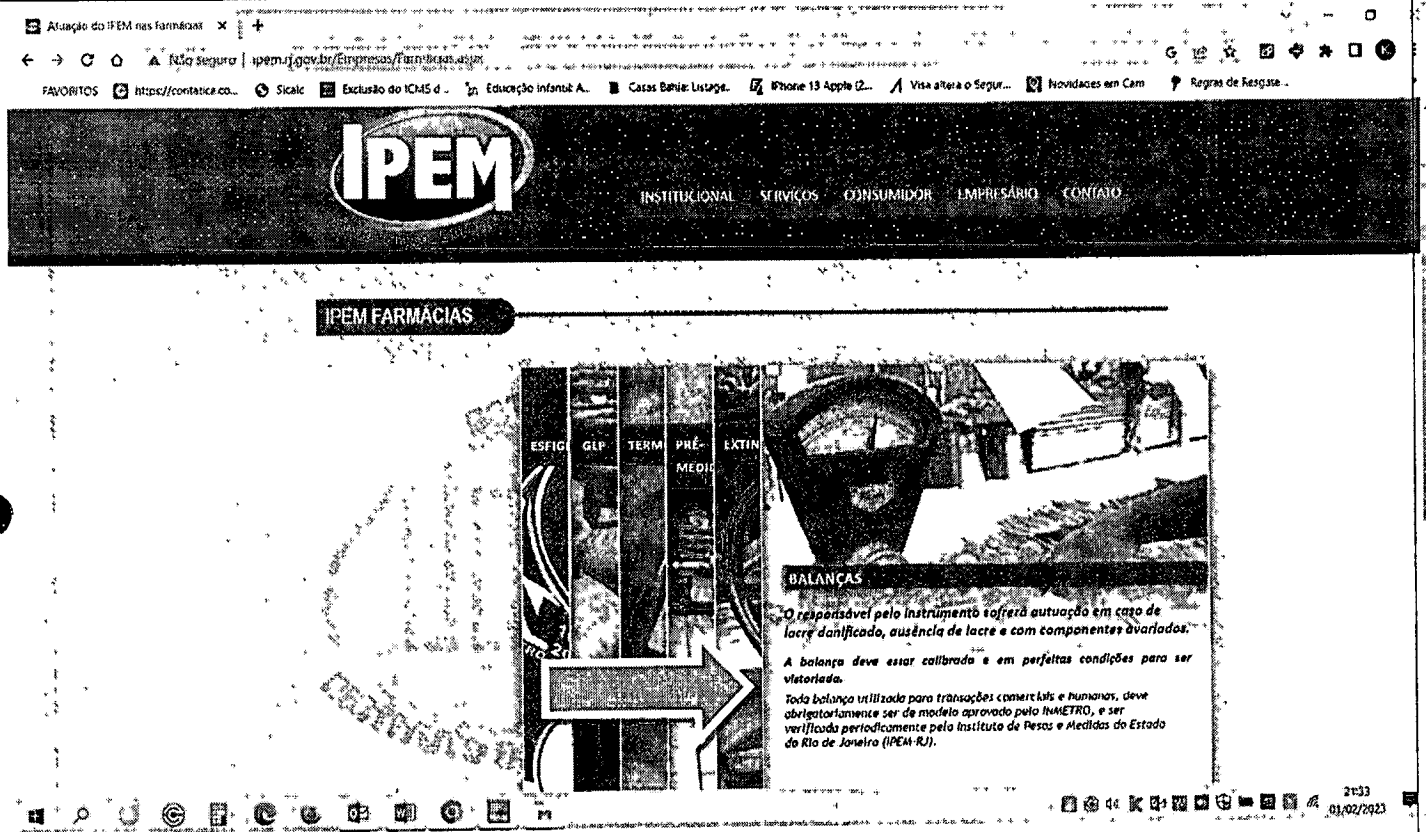 Atuação do IPEM nas Farmácias
Não seguro | ipem.rj.gov.br/Empresas/Farmacias.aspx
FAVORITOS https://contatica.co... Sicalc Exclusão do ICMS d... Educação Infantil: A... Casas Bahia: Listage.. iPhone 13 Apple (2... Visa altera o Segur... Novidades em Cam Regras de Resgate...
IPEM
INSTITUCIONAL SERVIÇOS CONSUMIDOR EMPRESÁRIO CONTATO
IPEM FARMÁCIAS
ESFIG GLP TERM PRÉ- EXTIN
MEDID
BALANÇAS
O responsável pelo instrumento sofrerá autuação em caso de
lacre danificado, ausência de lacre e com componentes avariados.
A balança deve estar calibrada e em perfeitas condições para ser
vistoriada.
Toda balança utilizada para transações comerciais e humanas, deve
obrigatoriamente ser de modelo aprovado pelo INMETRO, e ser
verificada periodicamente pelo Instituto de Pesos e Medidas do Estado
do Rio de Janeiro (IPEM-RJ).
21:33
01/02/2023